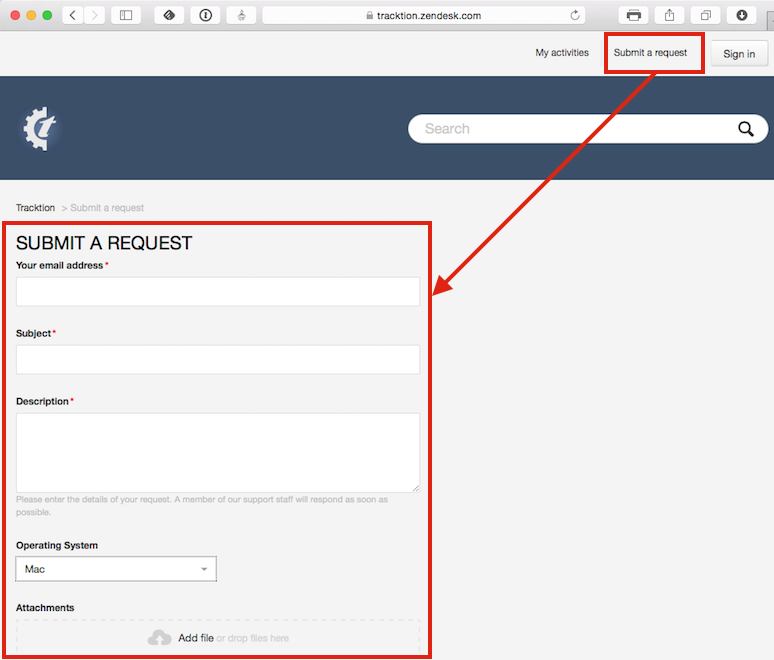 tracktion.zendesk.com
My activities
Submit a request
Sign in
Search
Tracktion > Submit a request
SUBMIT A REQUEST
Your email address *
Subject *
Description *
Please enter the details of your request. A member of our support staff will respond as soon as
possible.
Operating System
Mac
Attachments
Add file or drop files here